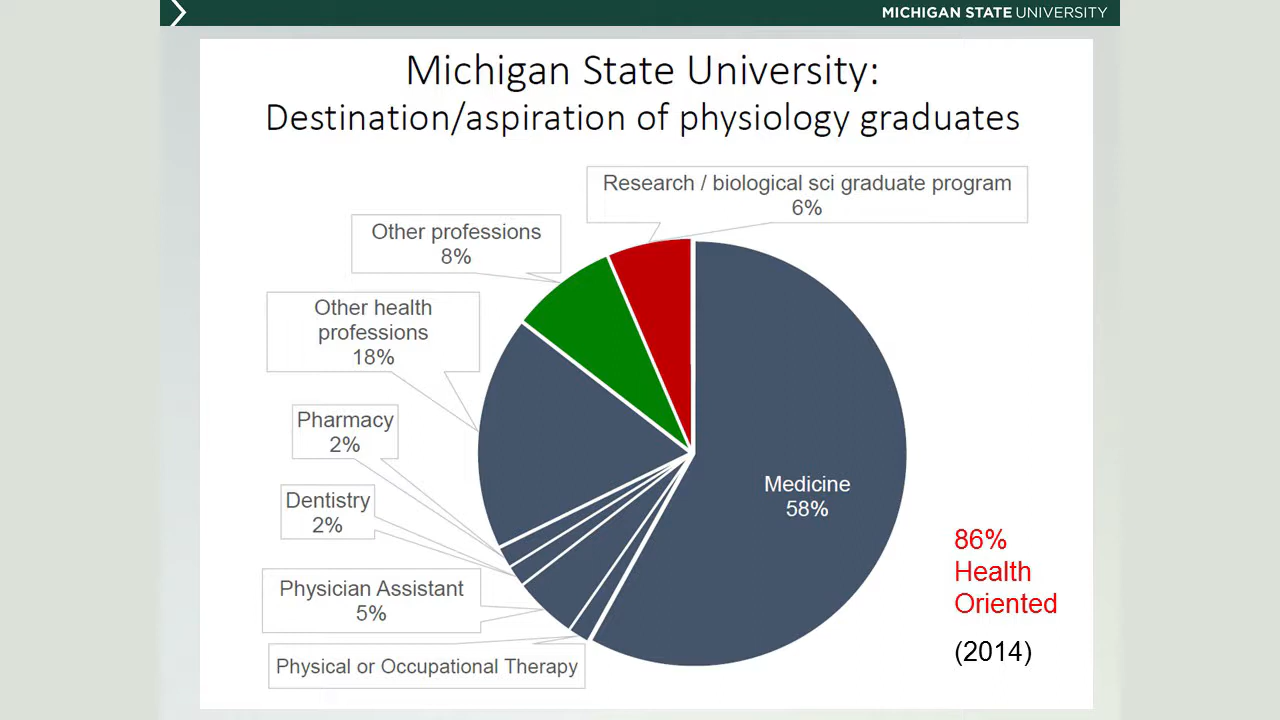 MICHIGAN STATE UNIVERSITY
Michigan State University:
Destination/aspiration of physiology graduates
Research / biological sci graduate program
6%
Other professions
8%
Other health
professions
18%
Pharmacy
2%
Dentistry
2%
Physician Assistant
5%
Physical or Occupational Therapy
Medicine
58%
86%
Health
Oriented
(2014)